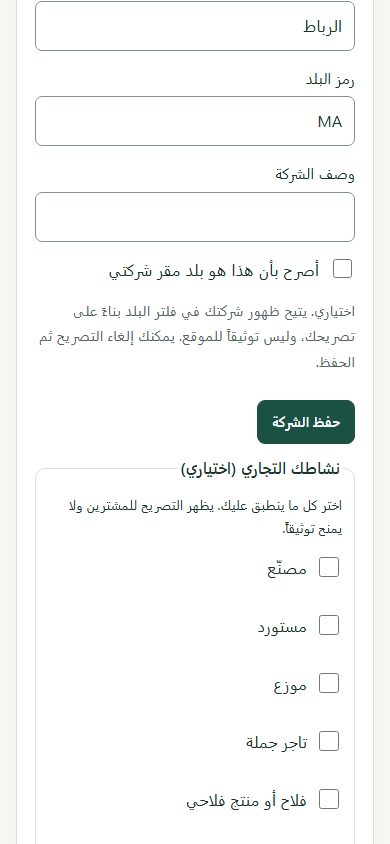 الرباط
رمز البلد
MA
وصف الشركة
أصرح بأن هذا هو بلد مقر شركتي
اختياري. يتيح ظهور شركتك في فلتر البلد بناءً على
تصريحك، وليس توثيقاً للموقع. يمكنك إلغاء التصريح ثم
الحفظ.
حفظ الشركة
نشاطك التجاري (اختياري)
اختر كل ما ينطبق عليك. يظهر التصريح للمشترين ولا
يمنح توثيقاً.
مصنّع
مستورد
موزع
تاجر جملة
فلاح أو منتج فلاحي